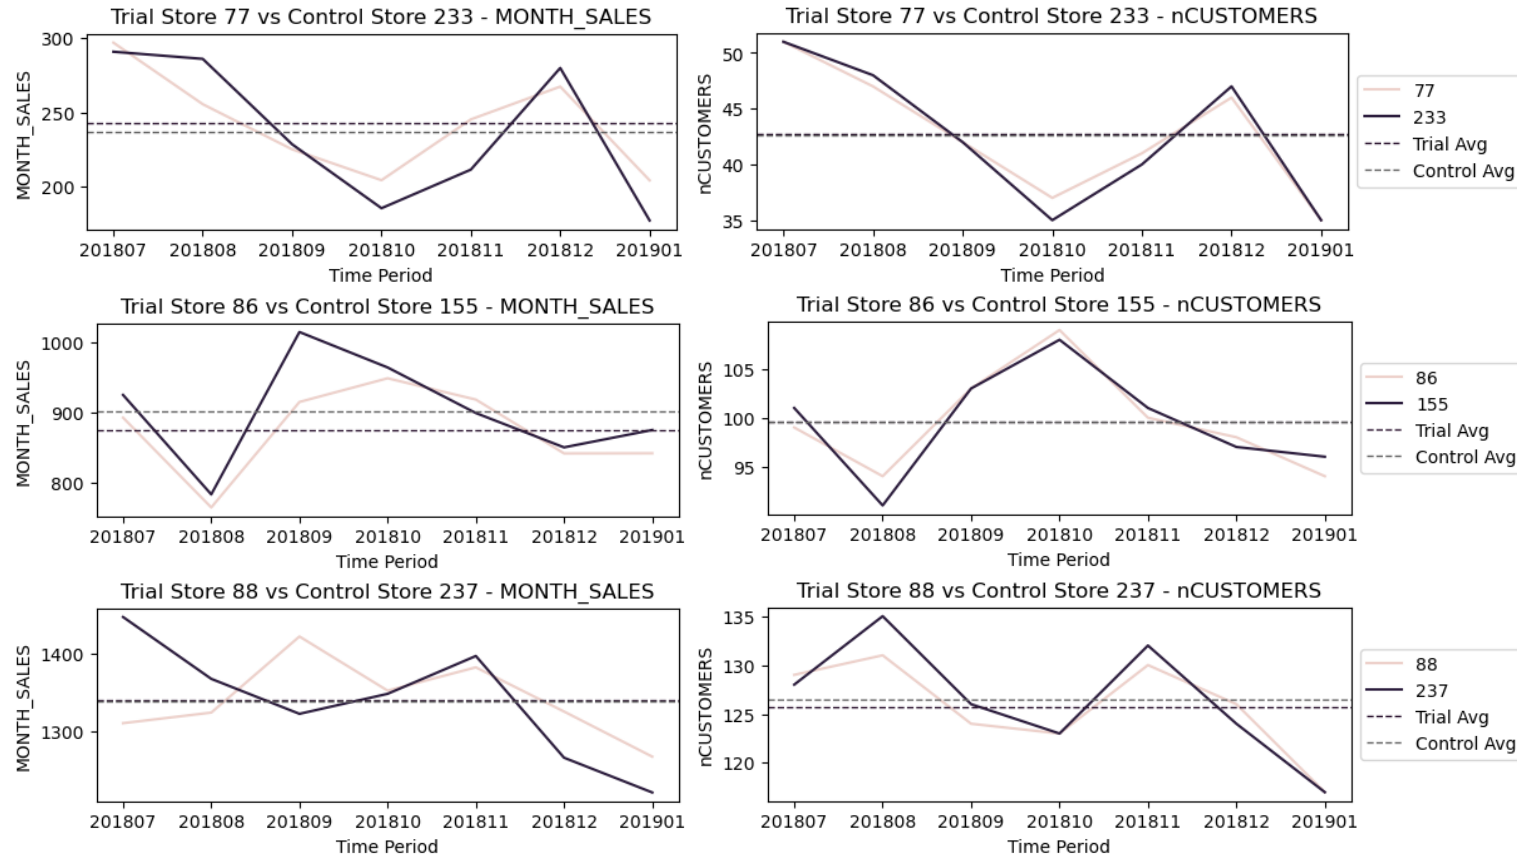 Trial Store 77 vs Control Store 233 - MONTH_SALES
300
250
200
MONTH_SALES
201807 201808 201809 201810 201811 201812 201901
Time Period
Trial Store 77 vs Control Store 233 - nCUSTOMERS
50
45
40
35
nCUSTOMERS
201807 201808 201809 201810 201811 201812 201901
Time Period
77
233
Trial Avg
Control Avg
Trial Store 86 vs Control Store 155 - MONTH_SALES
1000
900
800
MONTH_SALES
201807 201808 201809 201810 201811 201812 201901
Time Period
Trial Store 86 vs Control Store 155 - nCUSTOMERS
105
100
95
nCUSTOMERS
201807 201808 201809 201810 201811 201812 201901
Time Period
86
155
Trial Avg
Control Avg
Trial Store 88 vs Control Store 237 - MONTH_SALES
1400
1300
MONTH_SALES
201807 201808 201809 201810 201811 201812 201901
Time Period
Trial Store 88 vs Control Store 237 - nCUSTOMERS
135
130
125
120
nCUSTOMERS
201807 201808 201809 201810 201811 201812 201901
Time Period
88
237
Trial Avg
Control Avg